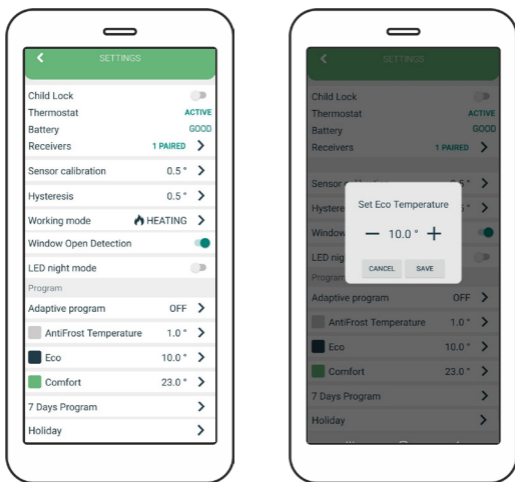 SETTINGS
Child Lock
Thermostat ACTIVE
Battery GOOD
Receivers 1 PAIRED
Sensor calibration 0.5 °
Hysteresis 0.5 °
Working mode HEATING
Window Open Detection
LED night mode
Program
Adaptive program OFF
AntiFrost Temperature 1.0 °
Eco 10.0 °
Comfort 23.0 °
7 Days Program
Holiday
SETTINGS
Child Lock
Thermostat ACTIVE
Battery GOOD
Receivers 1 PAIRED
Set Eco Temperature
10.0 °
CANCEL SAVE
Adaptive program OFF
AntiFrost Temperature 1.0 °
Eco 10.0 °
Comfort 23.0 °
7 Days Program
Holiday